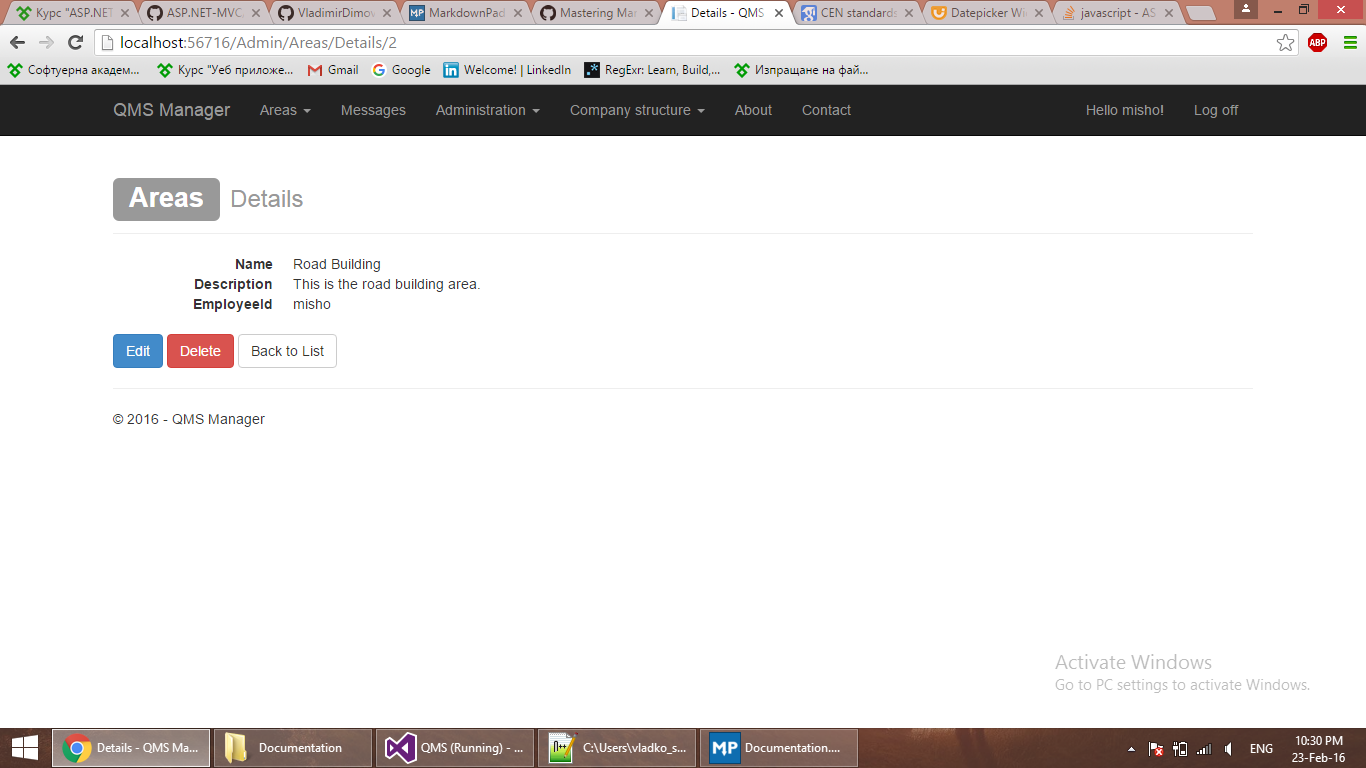 Курс "ASP.NET
ASP.NET-MVC
VladimirDimov
MarkdownPad
Mastering Mar
Details - QMS
CEN standards
Datepicker Wi
javascript - AS
localhost:56716/Admin/Areas/Details/2
ABP
Софтуерна академ...
Курс "Уеб приложе...
Gmail
Google
Welcome! | LinkedIn
RegExr: Learn, Build,...
Изпращане на фай...
QMS Manager
Areas
Messages
Administration
Company structure
About
Contact
Hello misho!
Log off
Areas Details
Name Road Building
Description This is the road building area.
EmployeeId misho
Edit
Delete
Back to List
© 2016 - QMS Manager
Activate Windows
Go to PC settings to activate Windows.
Details - QMS Ma...
Documentation
QMS (Running) - ...
C:\Users\vladko_s...
MP
Documentation....
ENG
10:30 PM
23-Feb-16